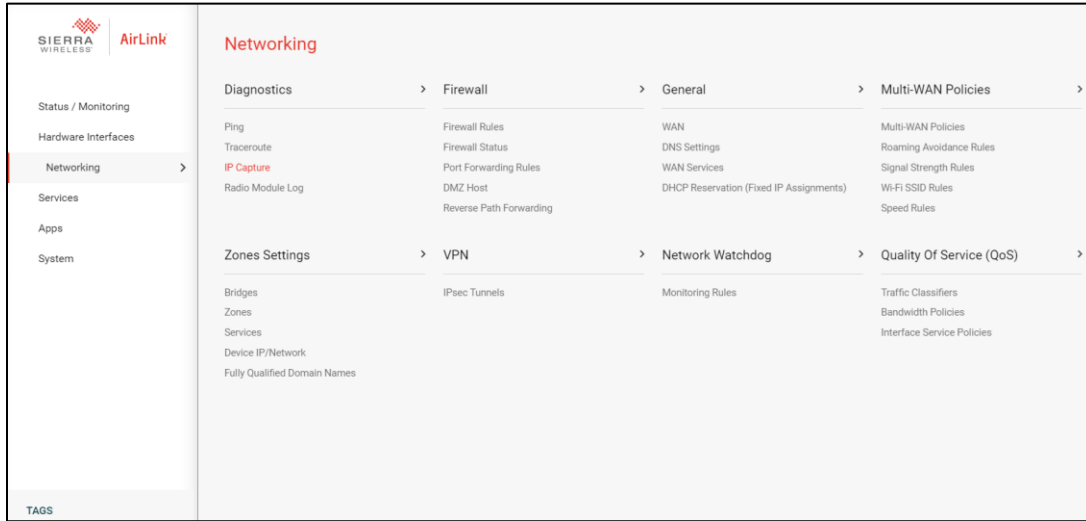 SIERRA
WIRELESS
AirLink
Status / Monitoring
Hardware Interfaces
Networking
Services
Apps
System
TAGS
Networking
Diagnostics
Ping
Traceroute
IP Capture
Radio Module Log
Firewall
Firewall Rules
Firewall Status
Port Forwarding Rules
DMZ Host
Reverse Path Forwarding
General
WAN
DNS Settings
WAN Services
DHCP Reservation (Fixed IP Assignments)
Multi-WAN Policies
Multi-WAN Policies
Roaming Avoidance Rules
Signal Strength Rules
Wi-Fi SSID Rules
Speed Rules
Zones Settings
Bridges
Zones
Services
Device IP/Network
Fully Qualified Domain Names
VPN
IPsec Tunnels
Network Watchdog
Monitoring Rules
Quality Of Service (QoS)
Traffic Classifiers
Bandwidth Policies
Interface Service Policies